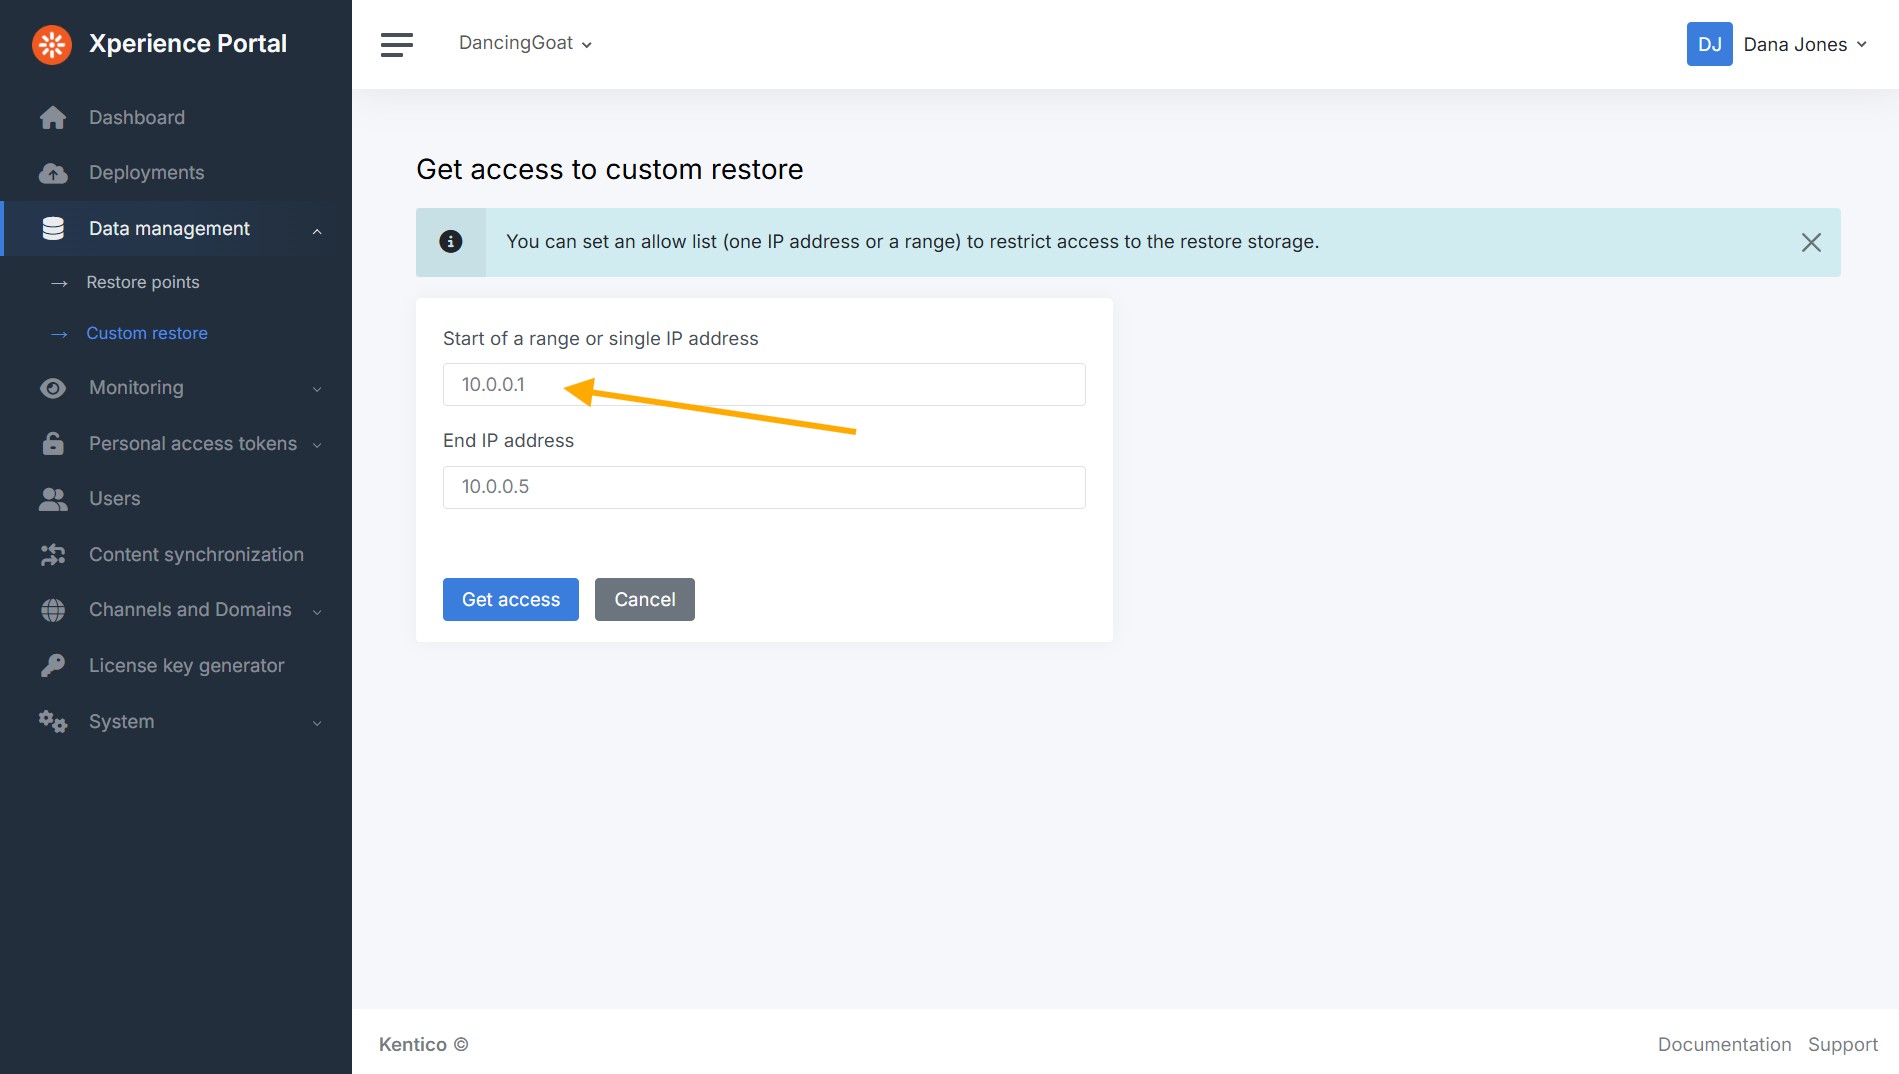 Xperience Portal
Dashboard
Deployments
Data management
Restore points
Custom restore
Monitoring
Personal access tokens
Users
Content synchronization
Channels and Domains
License key generator
System
DancingGoat
DJ
Dana Jones
Get access to custom restore
You can set an allow list (one IP address or a range) to restrict access to the restore storage.
Start of a range or single IP address
10.0.0.1
End IP address
10.0.0.5
Get access
Cancel
Kentico ©
Documentation
Support